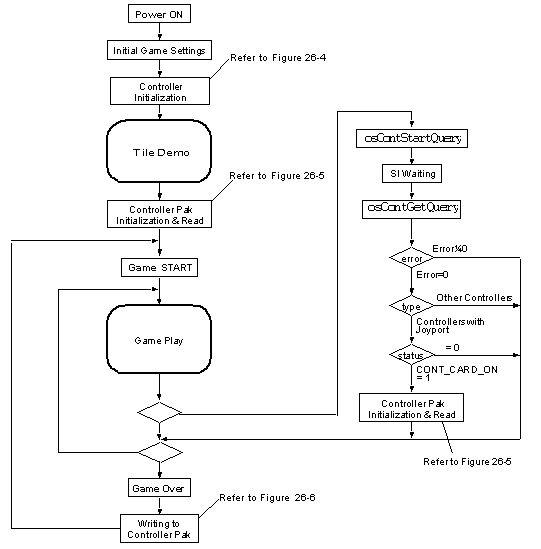 Power ON
Initial Game Settings
Refer to Figure 26-4
Controller
Initialization
Tile Demo
Refer to Figure 26-5
Controller Pak
Initialization & Read
Game START
Game Play
Game Over
Refer to Figure 26-6
Writing to
Controller Pak
osContStartQuery
SI Waiting
osContGetQuery
error
Error¼0
Error=0
type
Other Controllers
Controllers with
Joyport
status
= 0
CONT_CARD_ON
= 1
Controller Pak
Initialization & Read
Refer to Figure 26-5